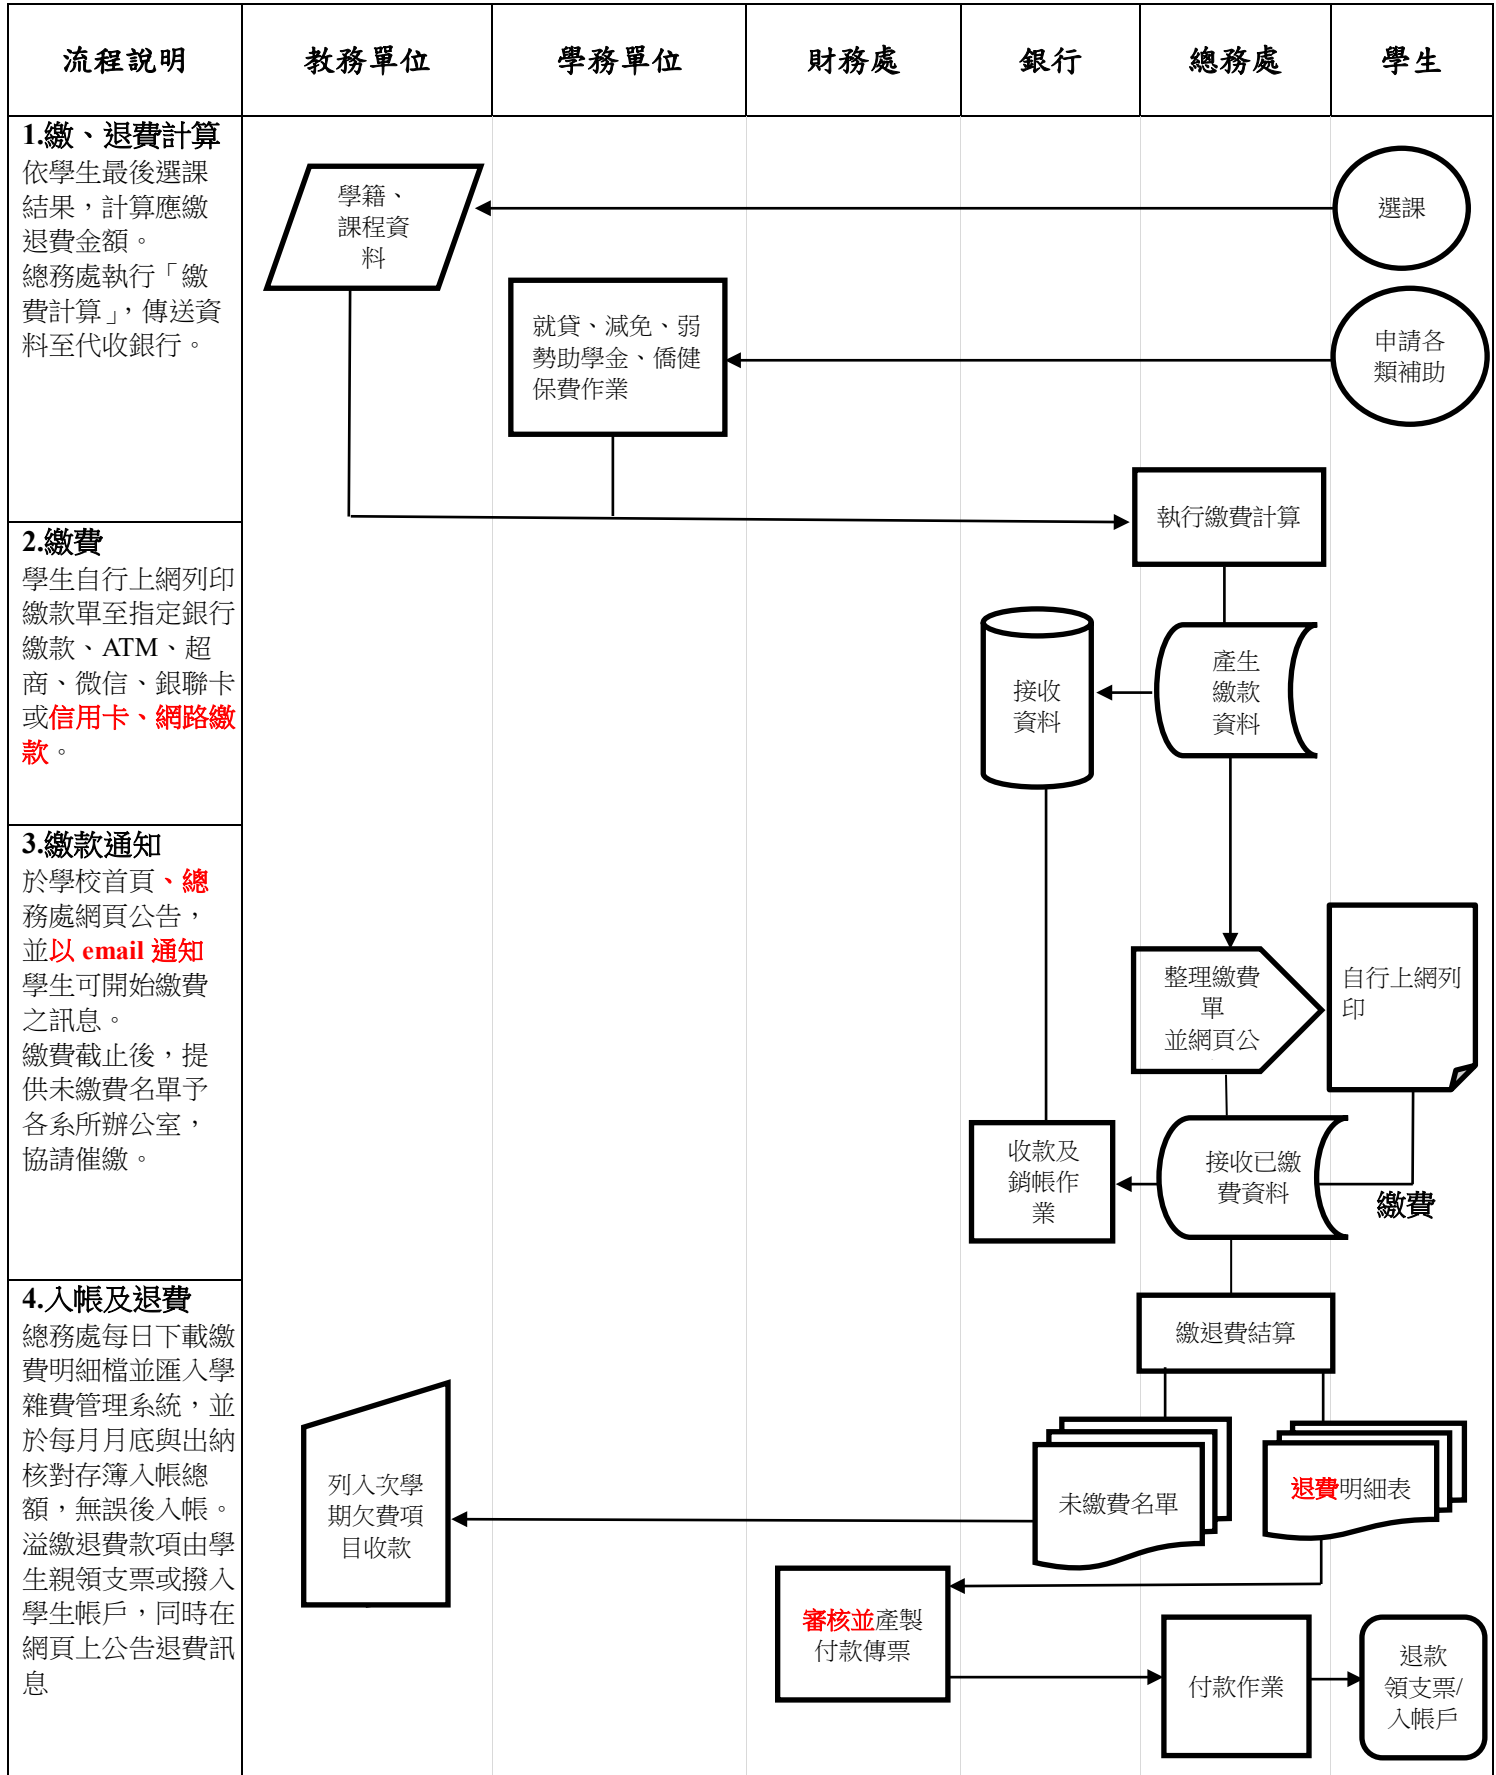 流程說明
教務單位
學務單位
財務處
銀行
總務處
學生
1.繳、退費計算
依學生最後選課
結果，計算應繳
退費金額。
總務處執行「繳
費計算」，傳送資
料至代收銀行。
學籍、
課程資
料
選課
就貸、減免、弱
勢助學金、僑健
保費作業
申請各
類補助
執行繳費計算
2.繳費
學生自行上網列印
繳款單至指定銀行
繳款、ATM、超
商、微信、銀聯卡
或信用卡、網路繳
款。
接收
資料
產生
繳款
資料
3.繳款通知
於學校首頁、總
務處網頁公告，
並以 email 通知
學生可開始繳費
之訊息。
繳費截止後，提
供未繳費名單予
各系所辦公室，
協請催繳。
整理繳費
單
並網頁公
自行上網列
印
收款及
銷帳作
業
接收已繳
費資料
繳費
4.入帳及退費
總務處每日下載繳
費明細檔並匯入學
雜費管理系統，並
於每月月底與出納
核對存簿入帳總
額，無誤後入帳。
溢繳退費款項由學
生親領支票或撥入
學生帳戶，同時在
網頁上公告退費訊
息
繳退費結算
列入次學
期欠費項
目收款
未繳費名單
退費明細表
審核並產製
付款傳票
付款作業
退款
領支票/
入帳戶